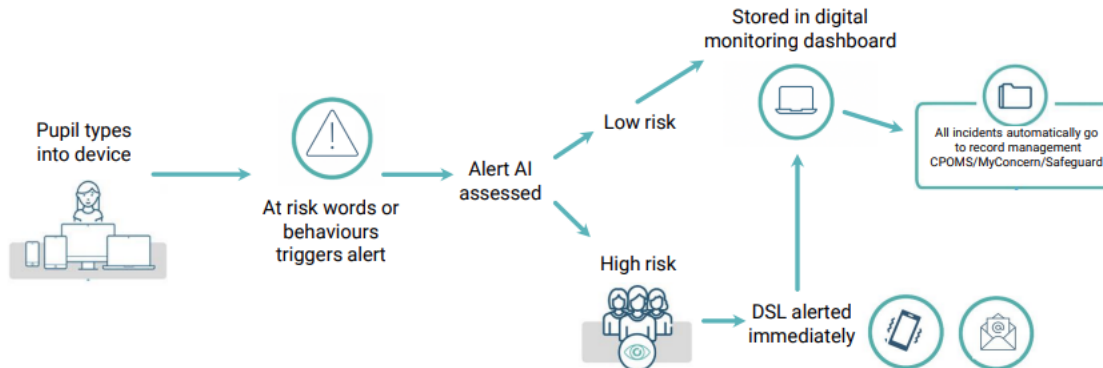 Pupil types
into device
At risk words or
behaviours
triggers alert
Alert AI
assessed
Low risk
High risk
Stored in digital
monitoring dashboard
DSL alerted
immediately
@
All incidents automatically go
to record management
CPOMS/MyConcern/Safeguard